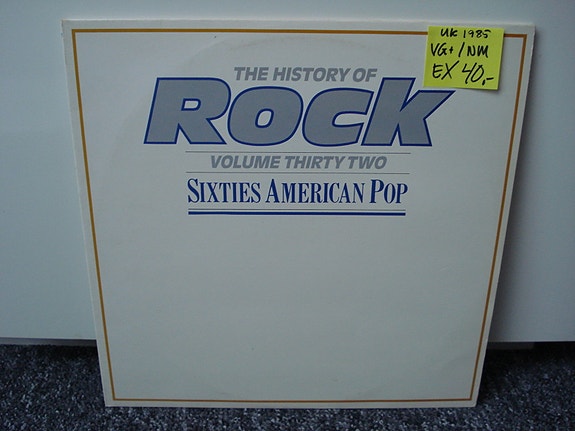 THE HISTORY OF
ROCK
VOLUME THIRTY TWO
SIXTIES AMERICAN POP
UK 1985
VG+ / NM
EX 40,-